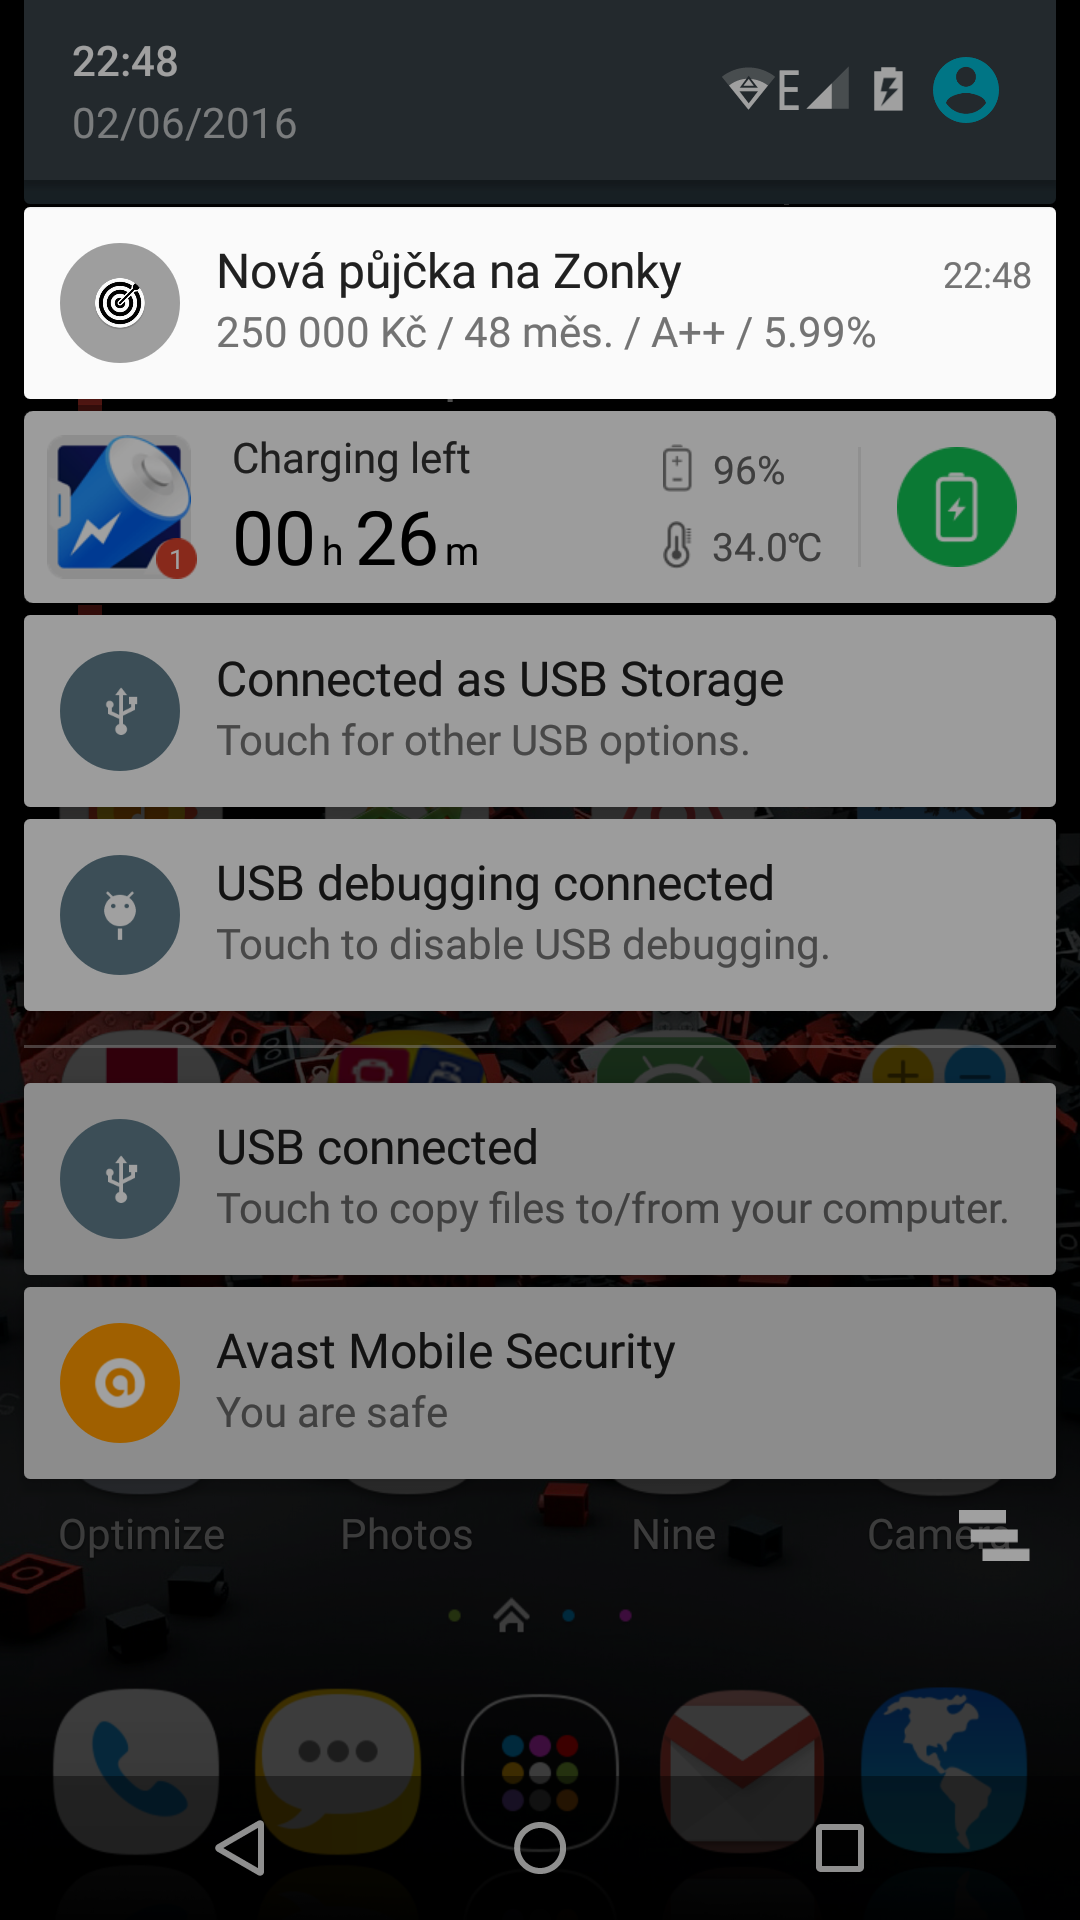 22:48
02/06/2016
E
Nová půjčka na Zonky
22:48
250 000 Kč / 48 měs. / A++ / 5.99%
Charging left
96%
00 h 26 m
34.0℃
1
Connected as USB Storage
Touch for other USB options.
USB debugging connected
Touch to disable USB debugging.
USB connected
Touch to copy files to/from your computer.
Avast Mobile Security
You are safe
Optimize
Photos
Nine
Camera